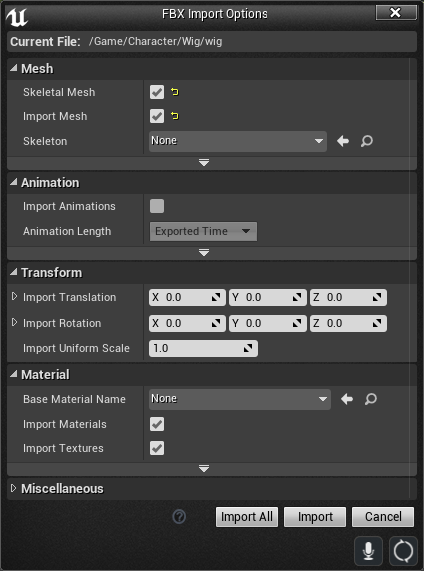 FBX Import Options
Current File: /Game/Character/Wig/wig
Mesh
Skeletal Mesh
Import Mesh
Skeleton None
Animation
Import Animations
Animation Length Exported Time
Transform
Import Translation X 0.0 Y 0.0 Z 0.0
Import Rotation X 0.0 Y 0.0 Z 0.0
Import Uniform Scale 1.0
Material
Base Material Name None
Import Materials
Import Textures
Miscellaneous
? Import All Import Cancel